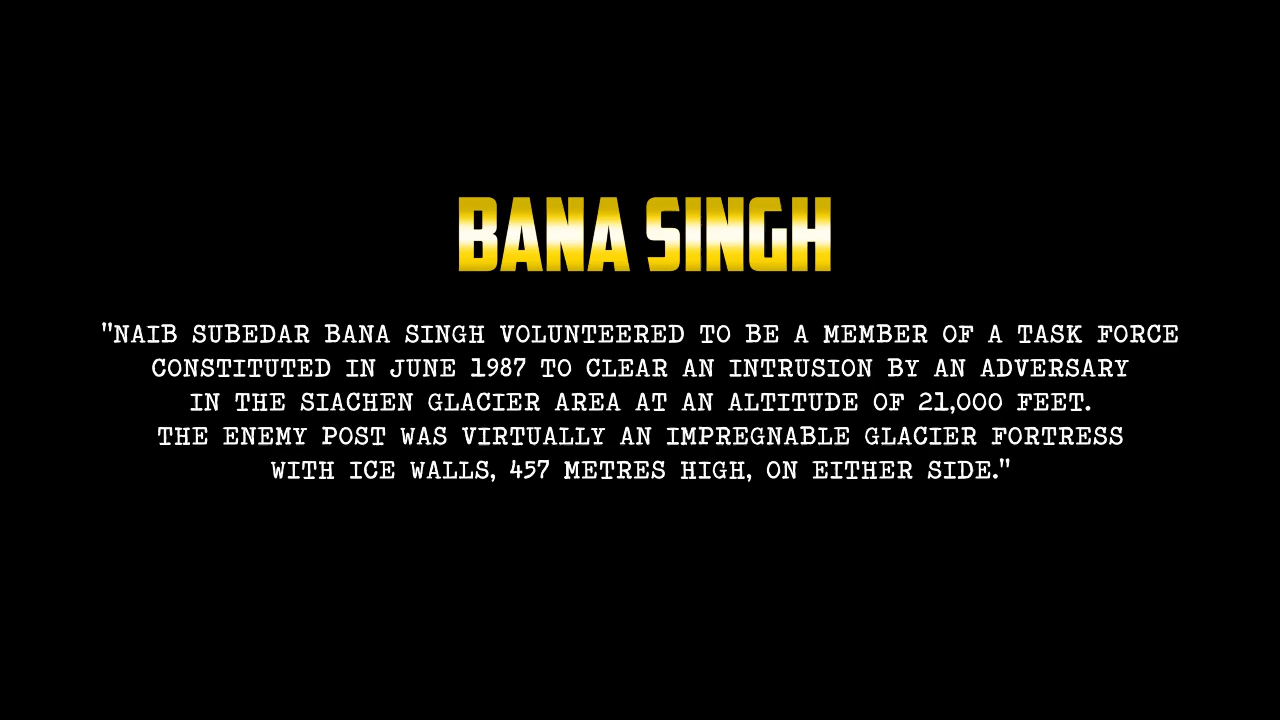 BANA SINGH
"NAIB SUBEDAR BANA SINGH VOLUNTEERED TO BE A MEMBER OF A TASK FORCE
CONSTITUTED IN JUNE 1987 TO CLEAR AN INTRUSION BY AN ADVERSARY
IN THE SIACHEN GLACIER AREA AT AN ALTITUDE OF 21,000 FEET.
THE ENEMY POST WAS VIRTUALLY AN IMPREGNABLE GLACIER FORTRESS
WITH ICE WALLS, 457 METRES HIGH, ON EITHER SIDE."